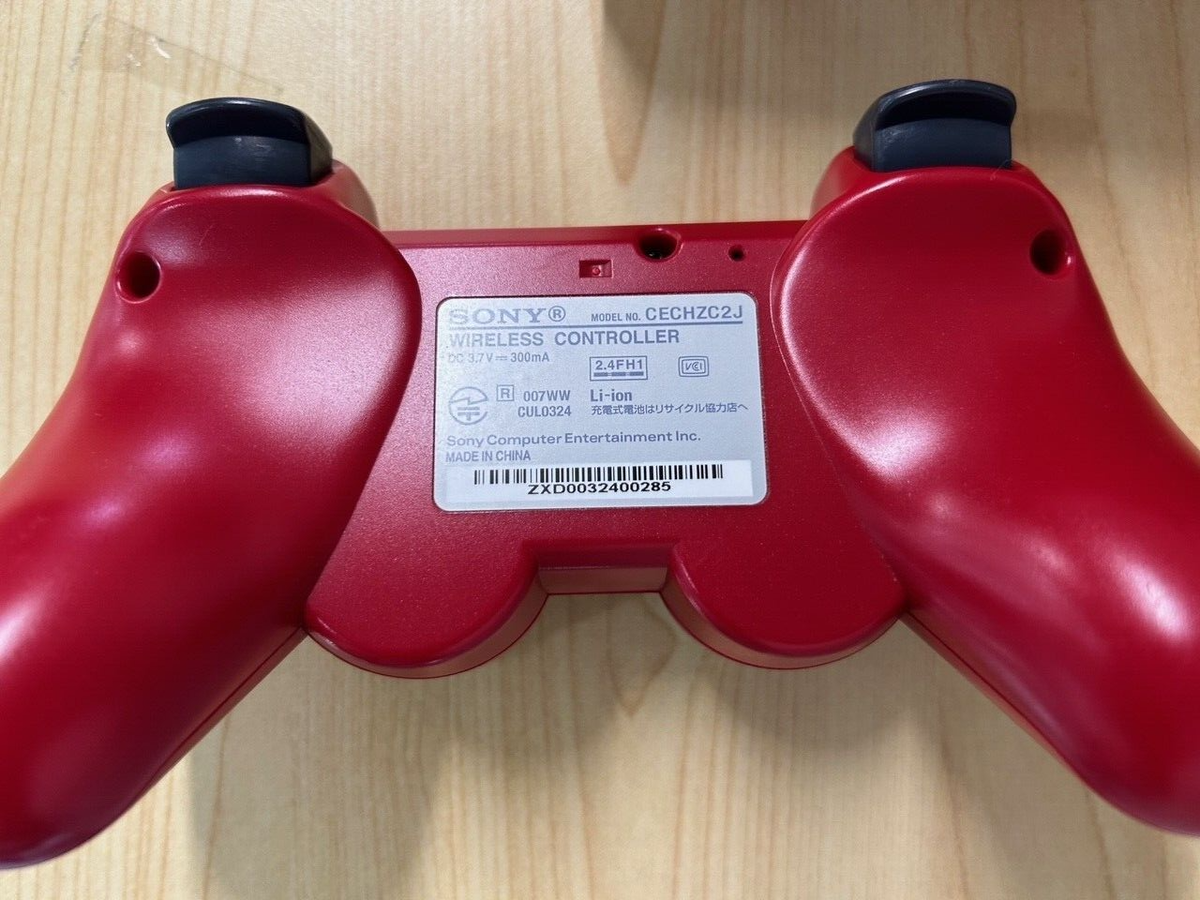 SONY® MODEL NO. CECHZC2J
WIRELESS CONTROLLER
DC 3.7V⎓300mA
2.4FH1
VCCI
R 007WW
CUL0324
Li-ion
充電式電池はリサイクル協力店へ
Sony Computer Entertainment Inc.
MADE IN CHINA
ZXD0032400285